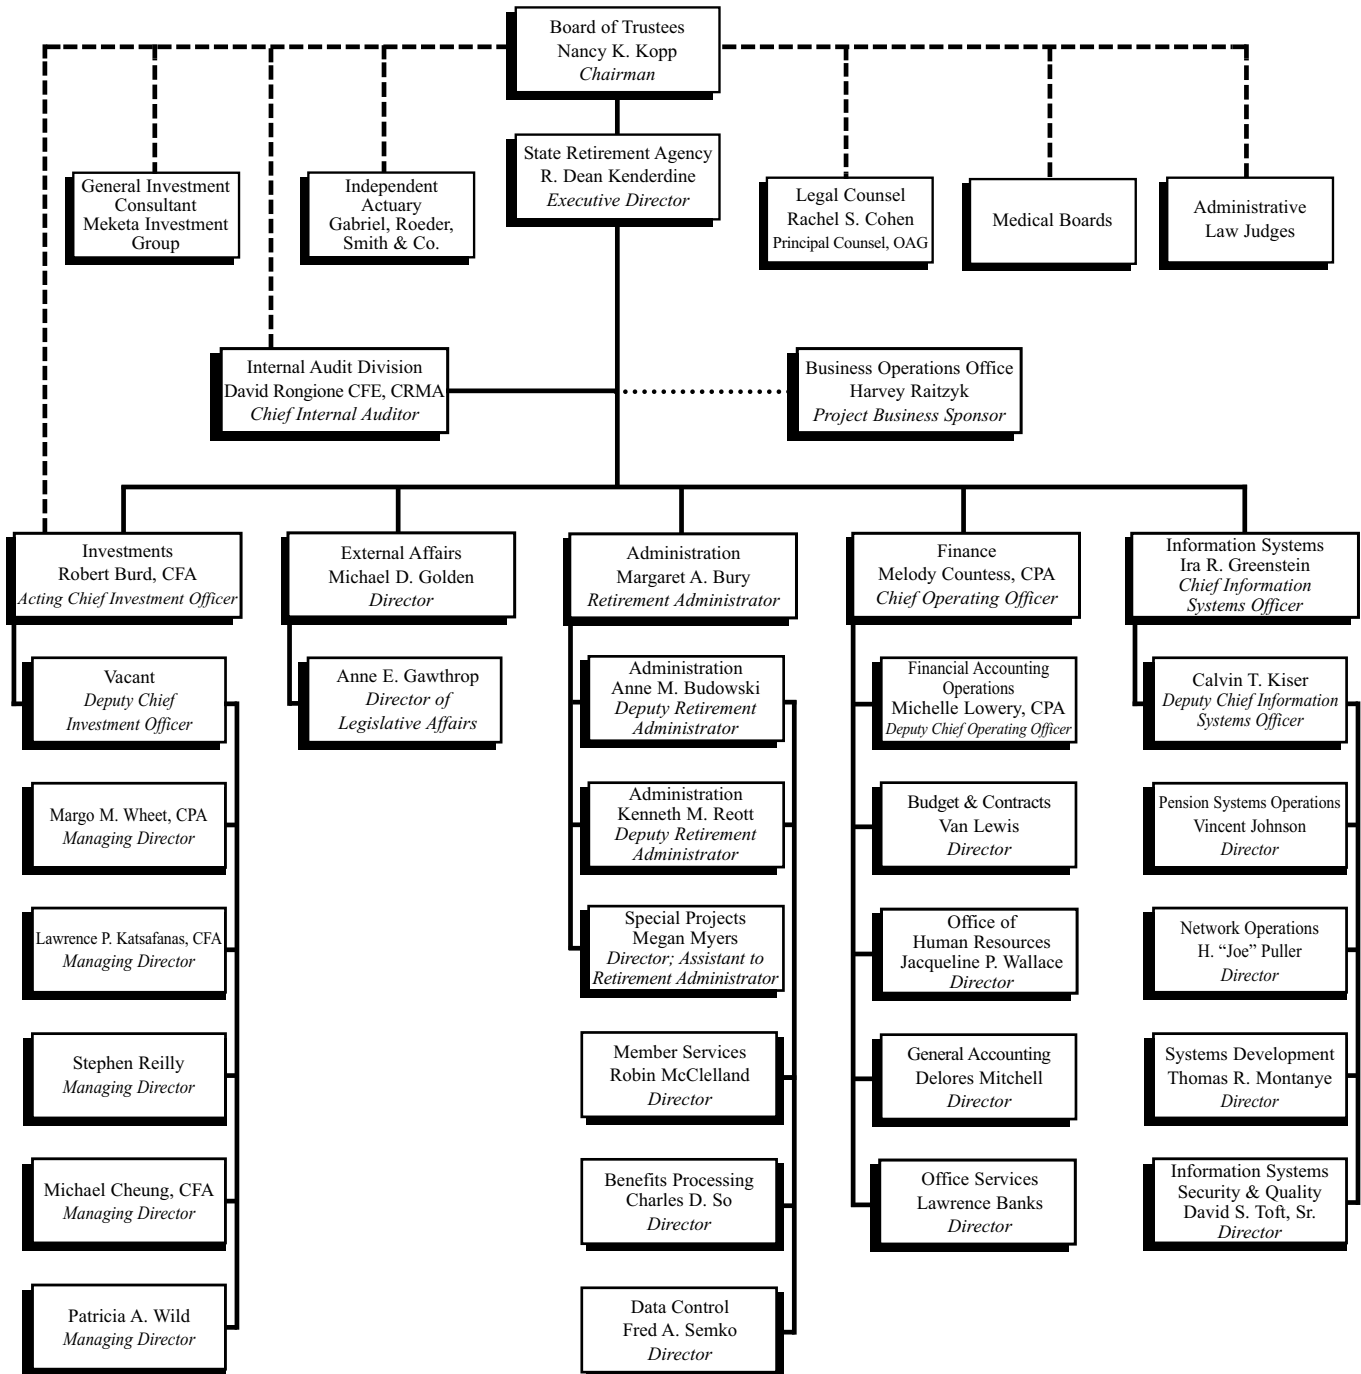 Board of Trustees
Nancy K. Kopp
Chairman
State Retirement Agency
R. Dean Kenderdine
Executive Director
General Investment
Consultant
Meketa Investment
Group
Independent
Actuary
Gabriel, Roeder,
Smith & Co.
Legal Counsel
Rachel S. Cohen
Principal Counsel, OAG
Medical Boards
Administrative
Law Judges
Internal Audit Division
David Rongione CFE, CRMA
Chief Internal Auditor
Business Operations Office
Harvey Raitzyk
Project Business Sponsor
Investments
Robert Burd, CFA
Acting Chief Investment Officer
External Affairs
Michael D. Golden
Director
Administration
Margaret A. Bury
Retirement Administrator
Finance
Melody Countess, CPA
Chief Operating Officer
Information Systems
Ira R. Greenstein
Chief Information
Systems Officer
Vacant
Deputy Chief
Investment Officer
Margo M. Wheet, CPA
Managing Director
Lawrence P. Katsafanas, CFA
Managing Director
Stephen Reilly
Managing Director
Michael Cheung, CFA
Managing Director
Patricia A. Wild
Managing Director
Anne E. Gawthrop
Director of
Legislative Affairs
Administration
Anne M. Budowski
Deputy Retirement
Administrator
Administration
Kenneth M. Reott
Deputy Retirement
Administrator
Special Projects
Megan Myers
Director; Assistant to
Retirement Administrator
Member Services
Robin McClelland
Director
Benefits Processing
Charles D. So
Director
Data Control
Fred A. Semko
Director
Financial Accounting
Operations
Michelle Lowery, CPA
Deputy Chief Operating Officer
Budget & Contracts
Van Lewis
Director
Office of
Human Resources
Jacqueline P. Wallace
Director
General Accounting
Delores Mitchell
Director
Office Services
Lawrence Banks
Director
Calvin T. Kiser
Deputy Chief Information
Systems Officer
Pension Systems Operations
Vincent Johnson
Director
Network Operations
H. “Joe” Puller
Director
Systems Development
Thomas R. Montanye
Director
Information Systems
Security & Quality
David S. Toft, Sr.
Director